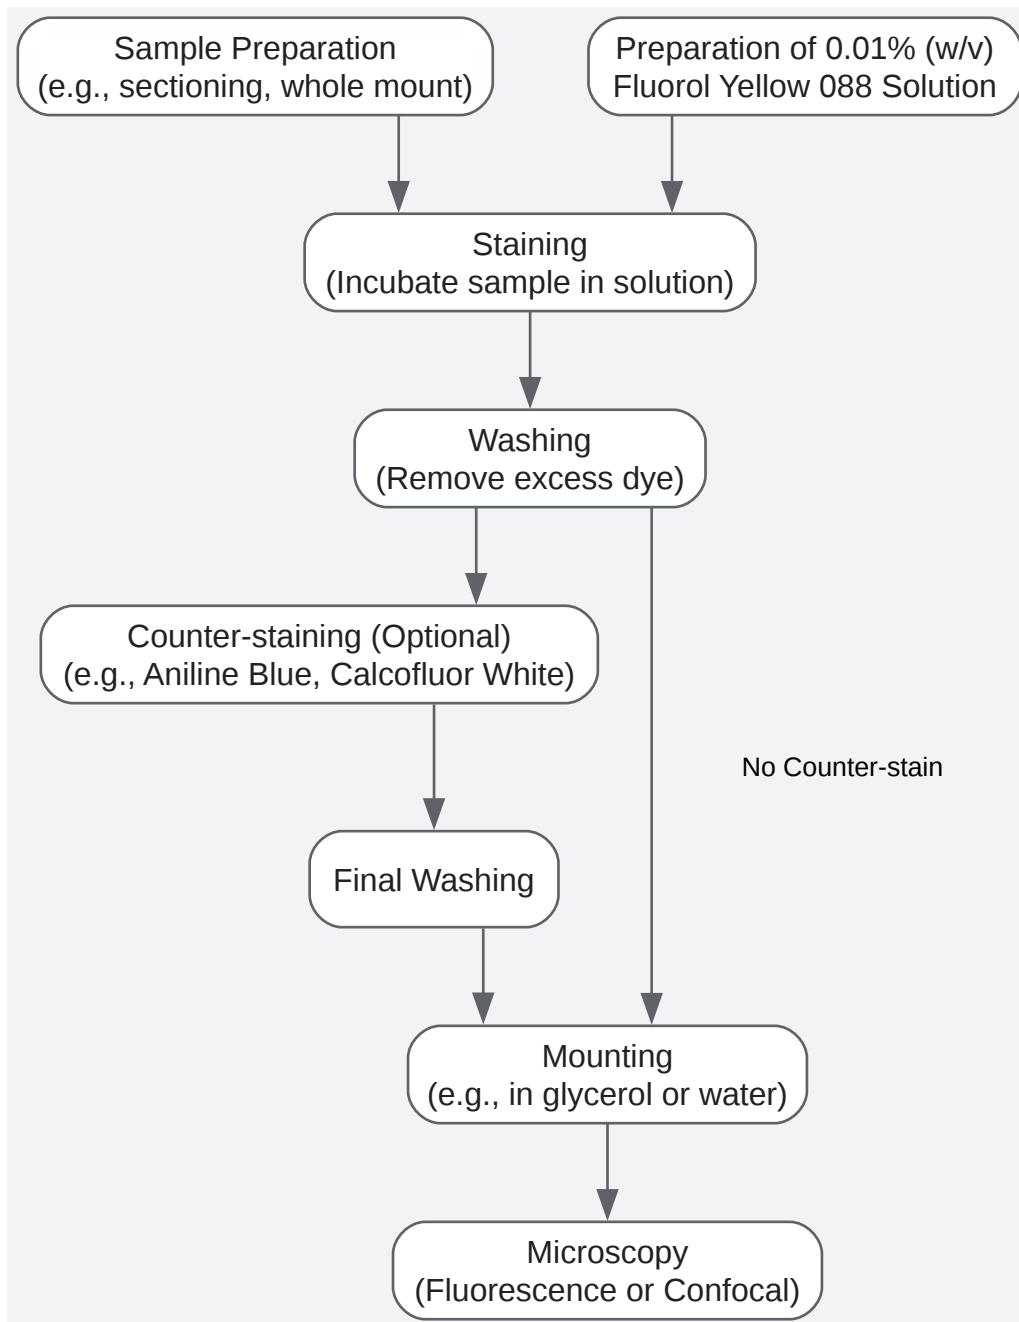 Sample Preparation
(e.g., sectioning, whole mount)
Preparation of 0.01% (w/v)
Fluorol Yellow 088 Solution
Staining
(Incubate sample in solution)
Washing
(Remove excess dye)
Counter-staining (Optional)
(e.g., Aniline Blue, Calcofluor White)
No Counter-stain
Final Washing
Mounting
(e.g., in glycerol or water)
Microscopy
(Fluorescence or Confocal)